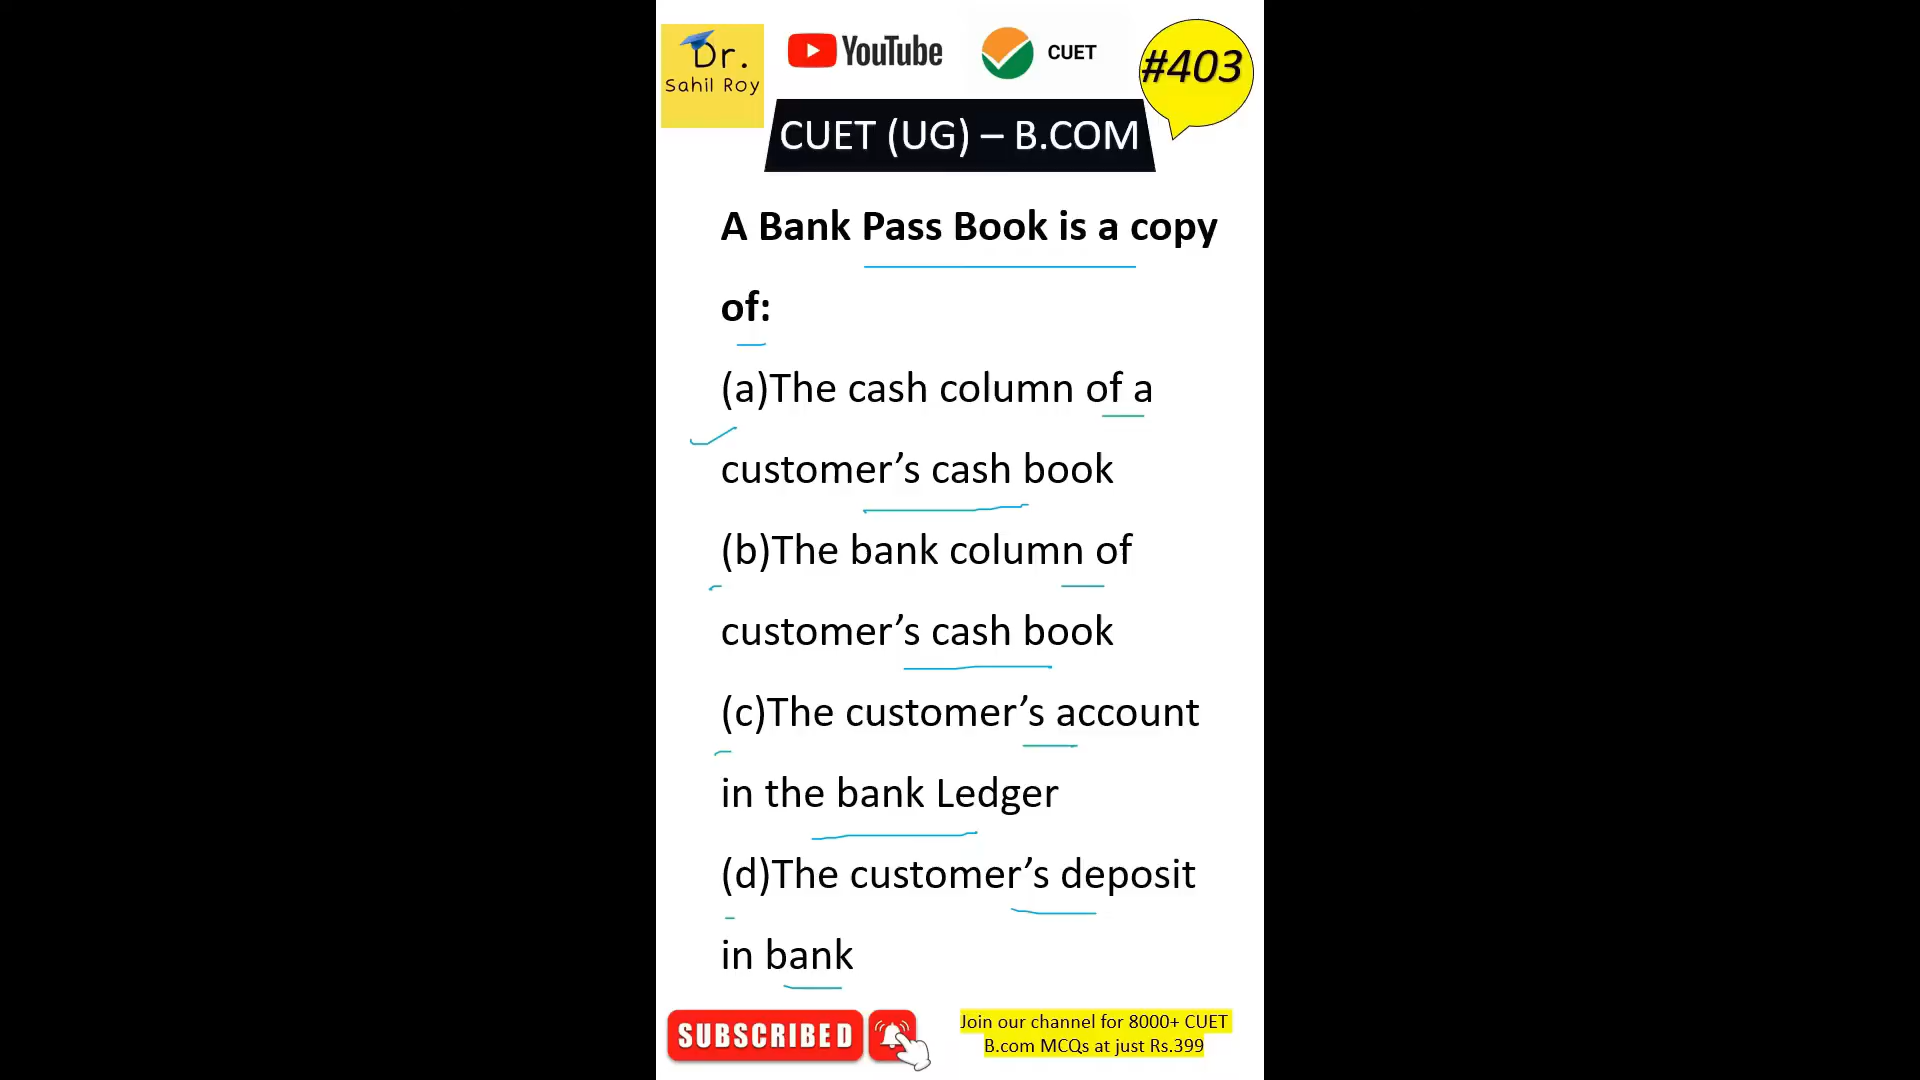 Dr.
Sahil Roy
YouTube
CUET
#403
CUET (UG) – B.COM
A Bank Pass Book is a copy
of:
(a)The cash column of a
customer’s cash book
(b)The bank column of
customer’s cash book
(c)The customer’s account
in the bank Ledger
(d)The customer’s deposit
in bank
SUBSCRIBED
Join our channel for 8000+ CUET
B.com MCQs at just Rs.399